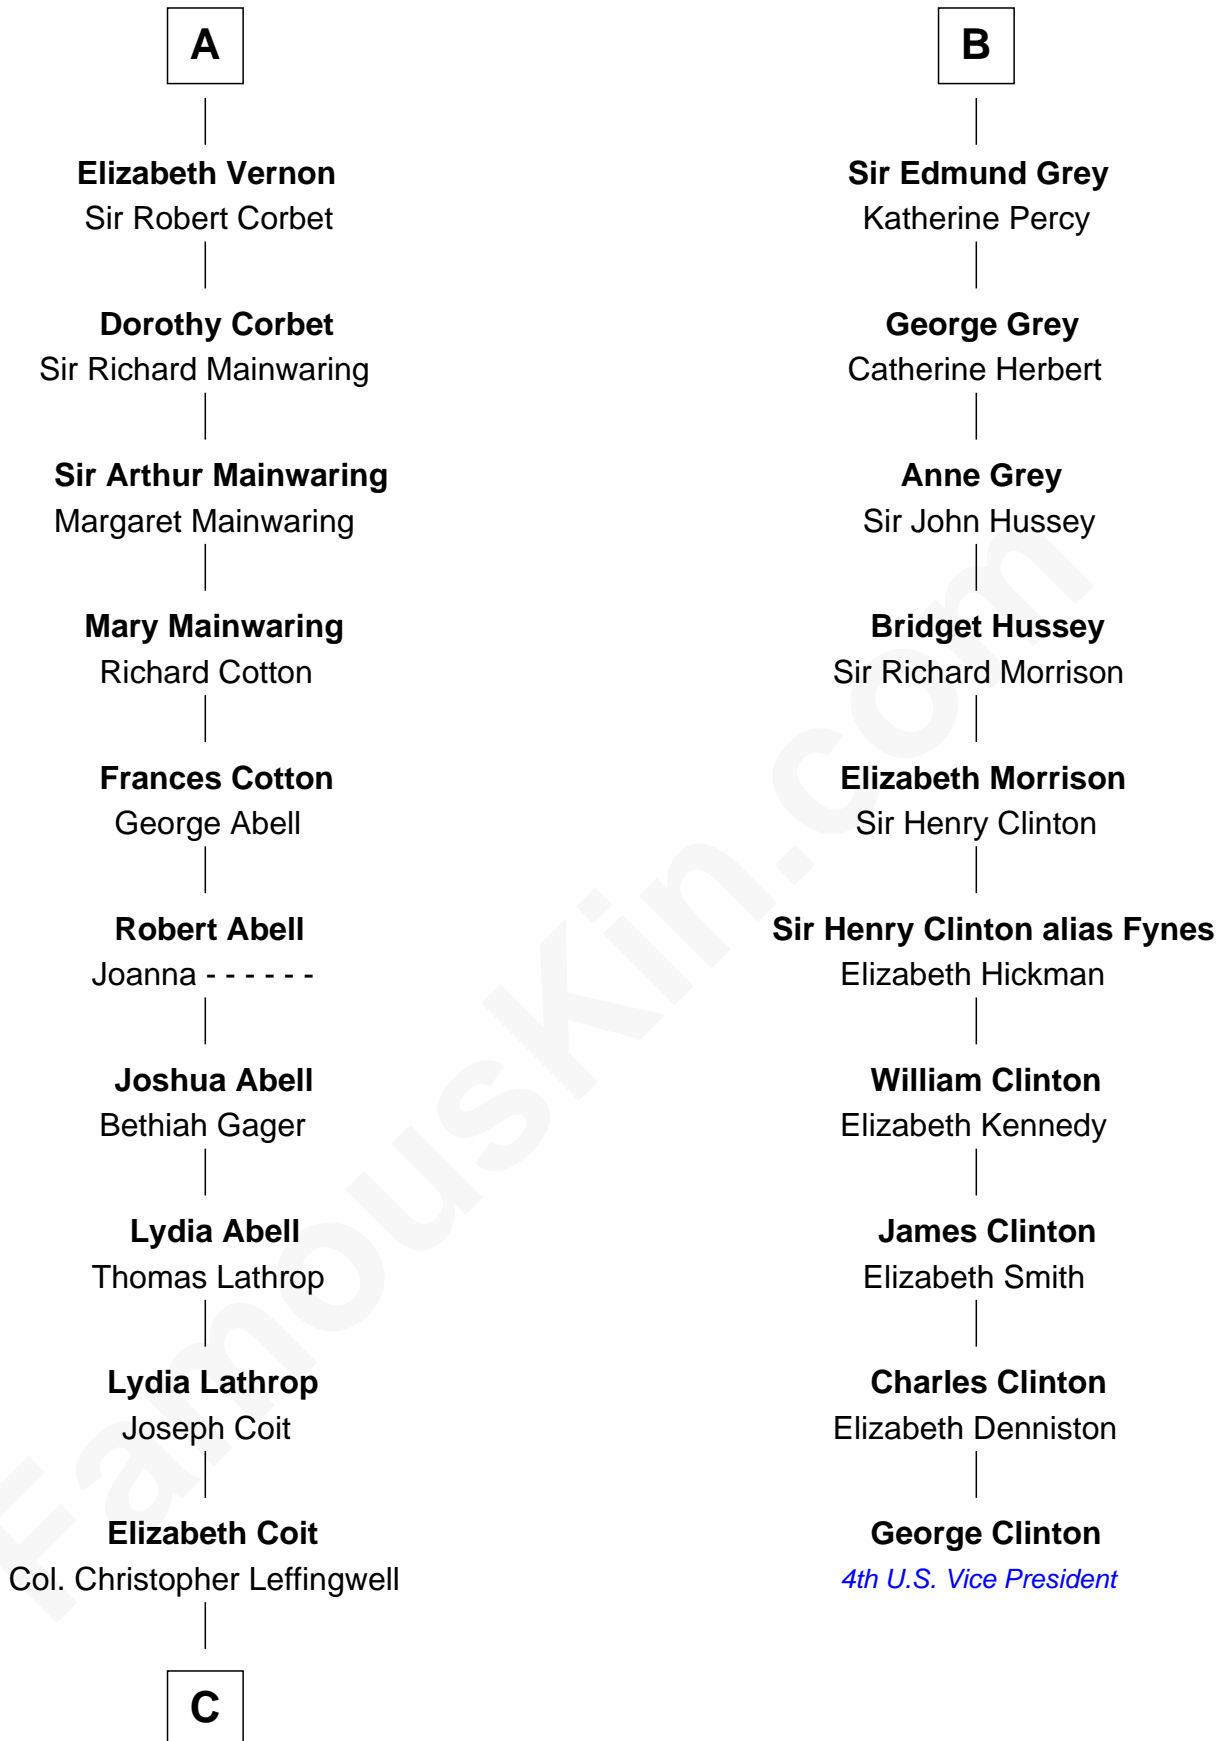 A
Elizabeth Vernon
Sir Robert Corbet
Dorothy Corbet
Sir Richard Mainwaring
Sir Arthur Mainwaring
Margaret Mainwaring
Mary Mainwaring
Richard Cotton
Frances Cotton
George Abell
Robert Abell
Joanna - - - - - -
Joshua Abell
Bethiah Gager
Lydia Abell
Thomas Lathrop
Lydia Lathrop
Joseph Coit
Elizabeth Coit
Col. Christopher Leffingwell
C
B
Sir Edmund Grey
Katherine Percy
George Grey
Catherine Herbert
Anne Grey
Sir John Hussey
Bridget Hussey
Sir Richard Morrison
Elizabeth Morrison
Sir Henry Clinton
Sir Henry Clinton alias Fynes
Elizabeth Hickman
William Clinton
Elizabeth Kennedy
James Clinton
Elizabeth Smith
Charles Clinton
Elizabeth Denniston
George Clinton
4th U.S. Vice President
FamousKin.com